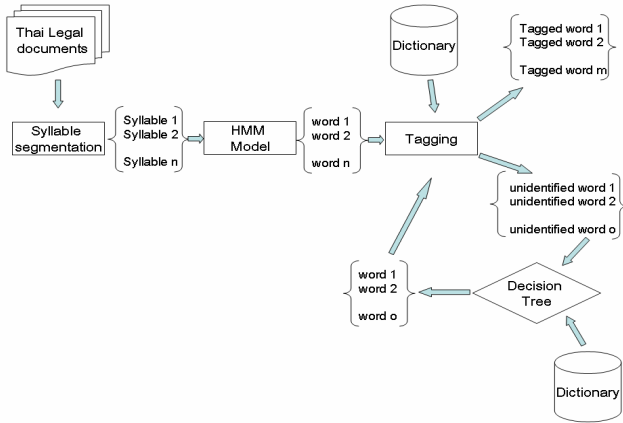 Thai Legal
documents
Dictionary
Tagged word 1
Tagged word 2
Tagged word m
Syllable
segmentation
Syllable 1
Syllable 2
Syllable n
HMM
Model
word 1
word 2
word n
Tagging
unidentified word 1
unidentified word 2
unidentified word o
word 1
word 2
word o
Decision
Tree
Dictionary